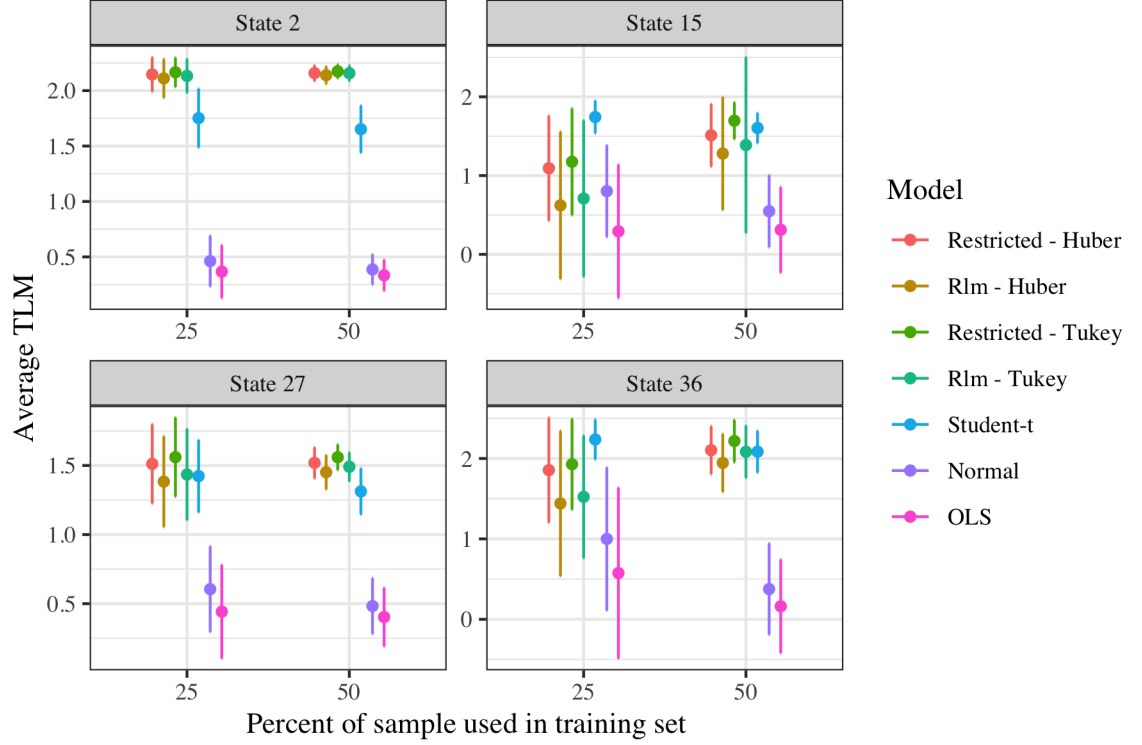 State 2
State 15
2.0
1.5
1.0
0.5
2
1
0
25
50
25
50
State 27
State 36
1.5
1.0
0.5
2
1
0
25
50
25
50
Average TLM
Percent of sample used in training set
Model
Restricted - Huber
Rlm - Huber
Restricted - Tukey
Rlm - Tukey
Student-t
Normal
OLS